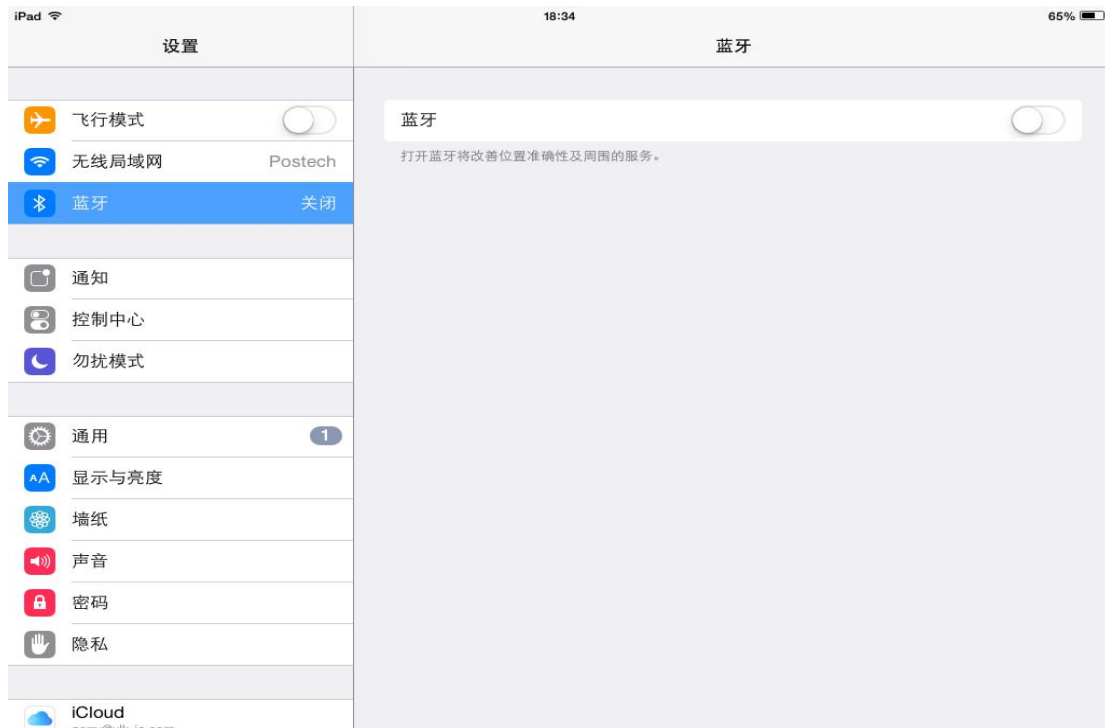 iPad 18:34 65%
设置 蓝牙
飞行模式
无线局域网 Postech
蓝牙 关闭
通知
控制中心
勿扰模式
通用 1
AA 显示与亮度
墙纸
声音
密码
隐私
iCloud
蓝牙
打开蓝牙将改善位置准确性及周围的服务。